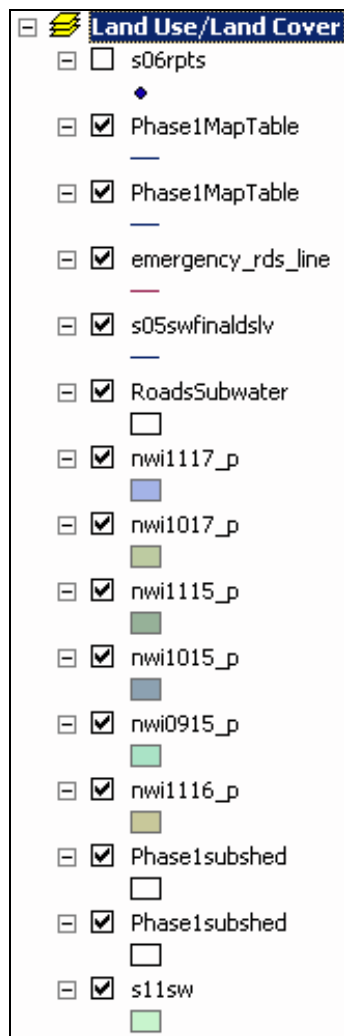 Land Use/Land Cover
s06rpts
Phase1MapTable
Phase1MapTable
emergency_rds_line
s05swfinaldslv
RoadsSubwater
nwi1117_p
nwi1017_p
nwi1115_p
nwi1015_p
nwi0915_p
nwi1116_p
Phase1subshed
Phase1subshed
s11sw